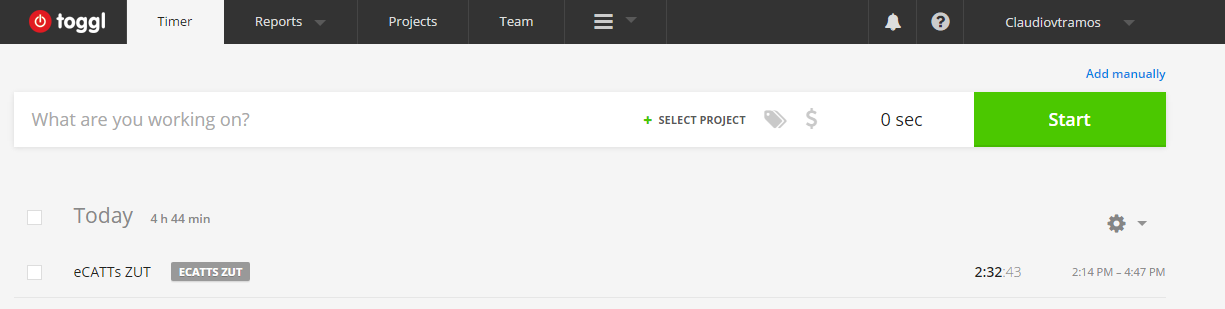 toggl Timer Reports Projects Team Claudiovtramos
Add manually
What are you working on? + SELECT PROJECT $ 0 sec Start
Today 4 h 44 min
eCATTs ZUT ECATTS ZUT 2:32:43 2:14 PM – 4:47 PM